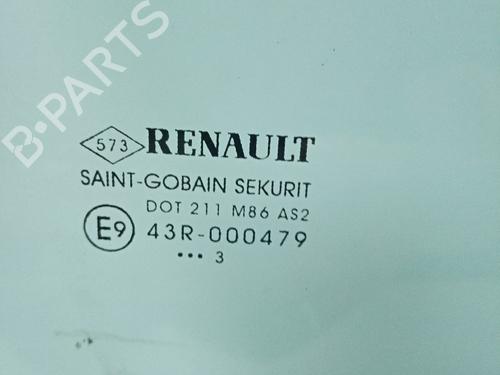 B-PARTS
573 RENAULT
SAINT-GOBAIN SEKURIT
DOT 211 M86 AS2
E9 43R-000479
••• 3